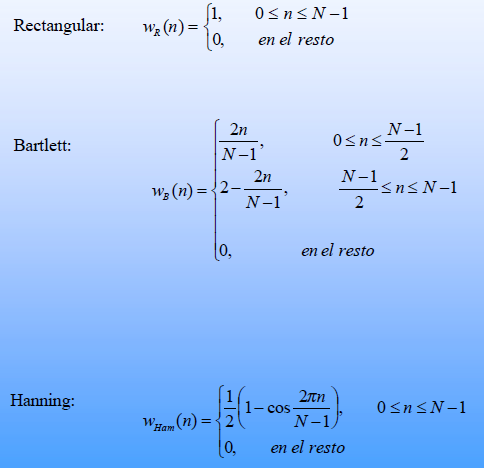 Rectangular: w_R(n) = { 1, 0 ≤ n ≤ N−1
0, en el resto
Bartlett: w_B(n) = { 2n/(N−1), 0 ≤ n ≤ (N−1)/2
2 − 2n/(N−1), (N−1)/2 ≤ n ≤ N−1
0, en el resto
Hanning: w_Ham(n) = { 1/2 (1 − cos 2πn/(N−1)), 0 ≤ n ≤ N−1
0, en el resto